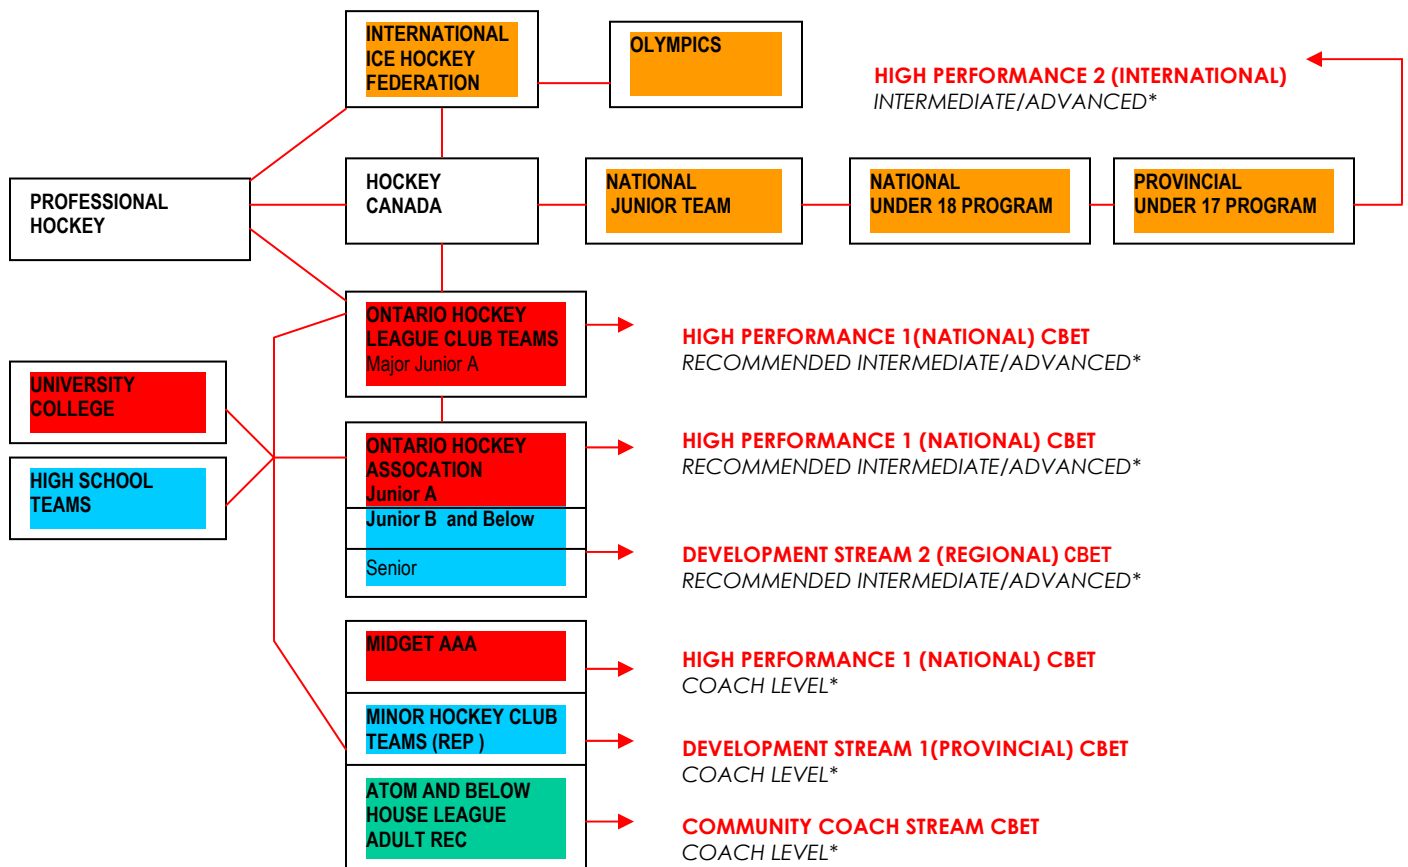 INTERNATIONAL
ICE HOCKEY
FEDERATION
OLYMPICS
HIGH PERFORMANCE 2 (INTERNATIONAL)
INTERMEDIATE/ADVANCED*
PROFESSIONAL
HOCKEY
HOCKEY
CANADA
NATIONAL
JUNIOR TEAM
NATIONAL
UNDER 18 PROGRAM
PROVINCIAL
UNDER 17 PROGRAM
ONTARIO HOCKEY
LEAGUE CLUB TEAMS
Major Junior A
HIGH PERFORMANCE 1(NATIONAL) CBET
RECOMMENDED INTERMEDIATE/ADVANCED*
UNIVERSITY
COLLEGE
HIGH SCHOOL
TEAMS
ONTARIO HOCKEY
ASSOCATION
Junior A
Junior B and Below
Senior
HIGH PERFORMANCE 1 (NATIONAL) CBET
RECOMMENDED INTERMEDIATE/ADVANCED*
DEVELOPMENT STREAM 2 (REGIONAL) CBET
RECOMMENDED INTERMEDIATE/ADVANCED*
MIDGET AAA
HIGH PERFORMANCE 1 (NATIONAL) CBET
COACH LEVEL*
MINOR HOCKEY CLUB
TEAMS (REP )
DEVELOPMENT STREAM 1(PROVINCIAL) CBET
COACH LEVEL*
ATOM AND BELOW
HOUSE LEAGUE
ADULT REC
COMMUNITY COACH STREAM CBET
COACH LEVEL*